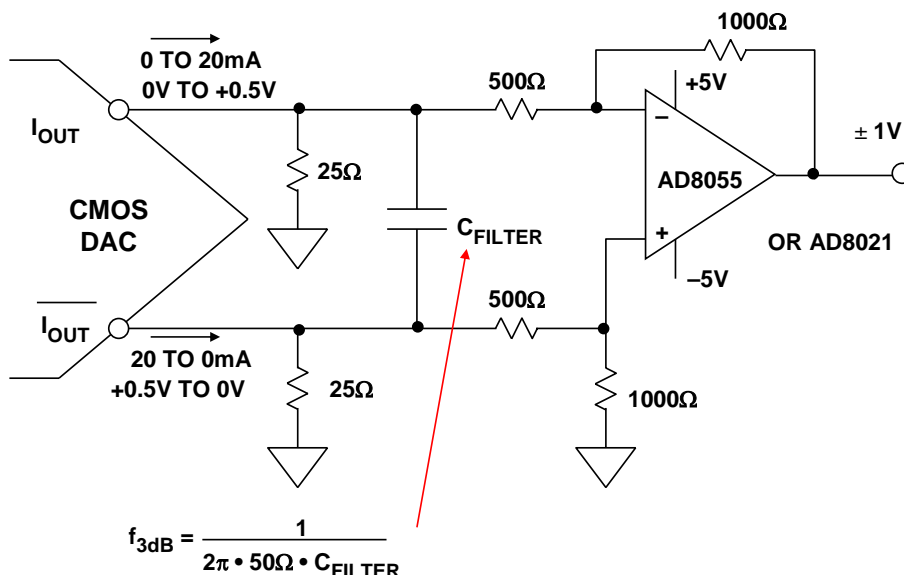 0 TO 20mA
0V TO +0.5V
I_OUT
CMOS
DAC
I̅_O̅U̅T̅
20 TO 0mA
+0.5V TO 0V
25Ω
25Ω
C_FILTER
500Ω
500Ω
1000Ω
1000Ω
+5V
–
AD8055
+
–5V
± 1V
OR AD8021
f_3dB = 1
2π • 50Ω • C_FILTER